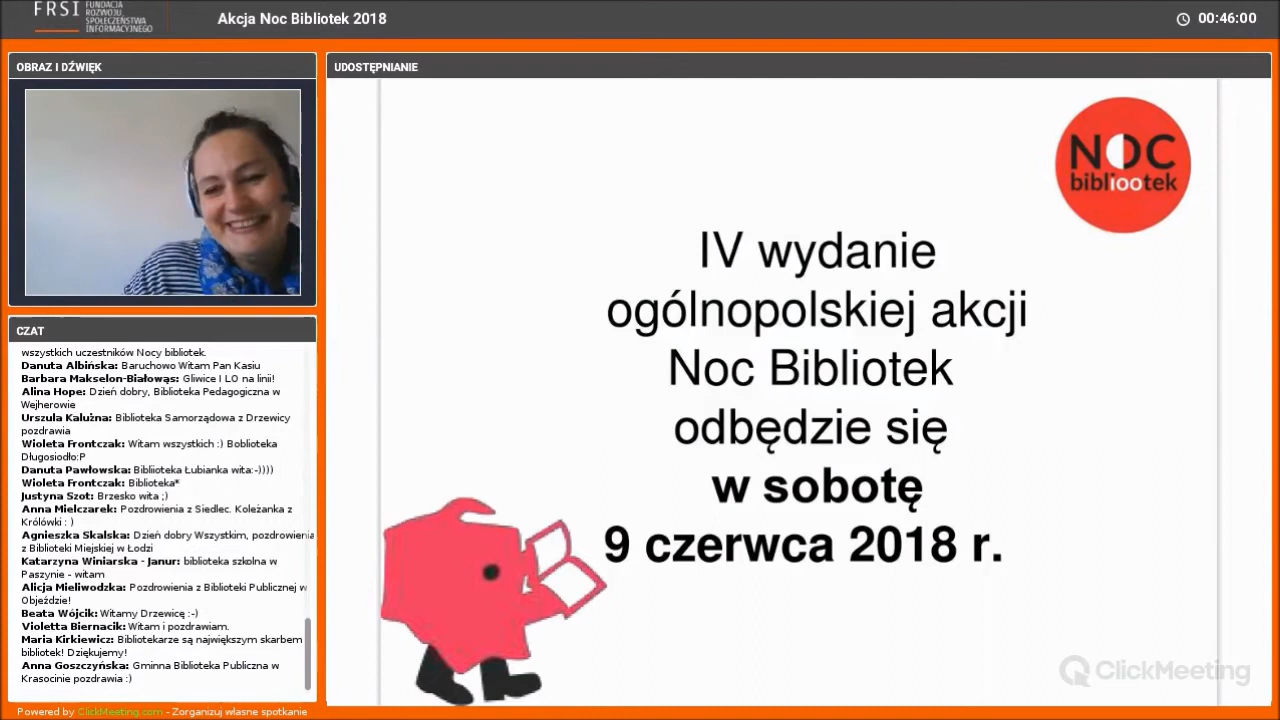 FRSI FUNDACJA
ROZWOJU
SPOŁECZEŃSTWA
INFORMACYJNEGO
Akcja Noc Bibliotek 2018
00:46:00
OBRAZ I DŹWIĘK
CZAT
wszystkich uczestników Nocy bibliotek.
Danuta Albińska: Baruchowo Witam Pan Kasiu
Barbara Makselon-Białowąs: Gliwice I LO na linii!
Alina Hope: Dzień dobry, Biblioteka Pedagogiczna w
Wejherowie
Urszula Kalużna: Biblioteka Samorządowa z Drzewicy
pozdrawia
Wioleta Frontczak: Witam wszystkich :) Boblioteka
Długosiodło:P
Danuta Pawłowska: Bibliioteka Łubianka wita:-))))
Wioleta Frontczak: Biblioteka*
Justyna Szot: Brzesko wita ;)
Anna Mielczarek: Pozdrowienia z Siedlec. Koleżanka z
Królówki : )
Agnieszka Skalska: Dzień dobry Wszystkim, pozdrowienia
z Biblioteki Miejskiej w Łodzi
Katarzyna Winiarska - Janur: biblioteka szkolna w
Paszynie - witam
Alicja Mieliwodzka: Pozdrowienia z Biblioteki Publicznej w
Objeździe!
Beata Wójcik: Witamy Drzewicę :-)
Violetta Biernacik: Witam i pozdrawiam.
Maria Kirkiewicz: Bibliotekarze są największym skarbem
bibliotek! Dziękujemy!
Anna Goszczyńska: Gminna Biblioteka Publiczna w
Krasocinie pozdrawia :)
Powered by ClickMeeting.com - Zorganizuj własne spotkanie
UDOSTĘPNIANIE
NOC
bibliootek
IV wydanie
ogólnopolskiej akcji
Noc Bibliotek
odbędzie się
w sobotę
9 czerwca 2018 r.
ClickMeeting